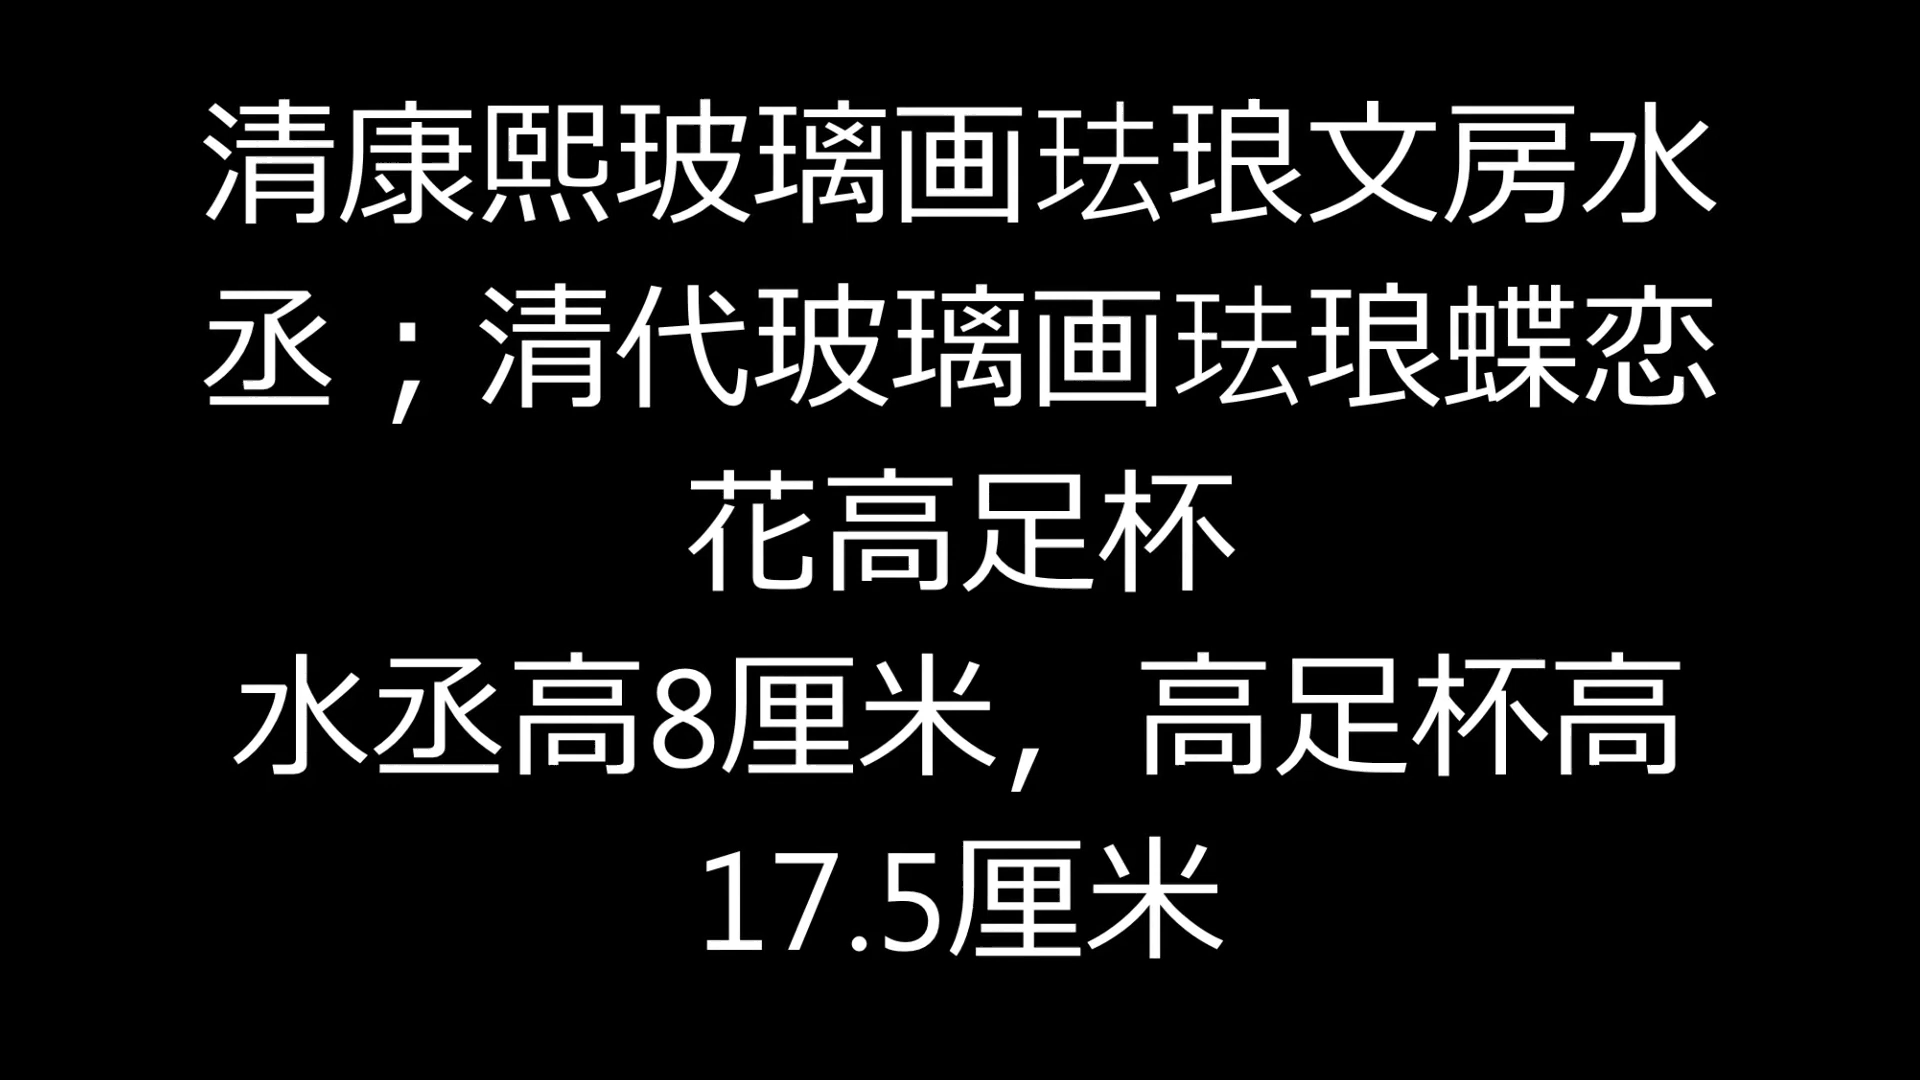 清康熙玻璃画珐琅文房水
丞；清代玻璃画珐琅蝶恋
花高足杯
水丞高8厘米，高足杯高
17.5厘米